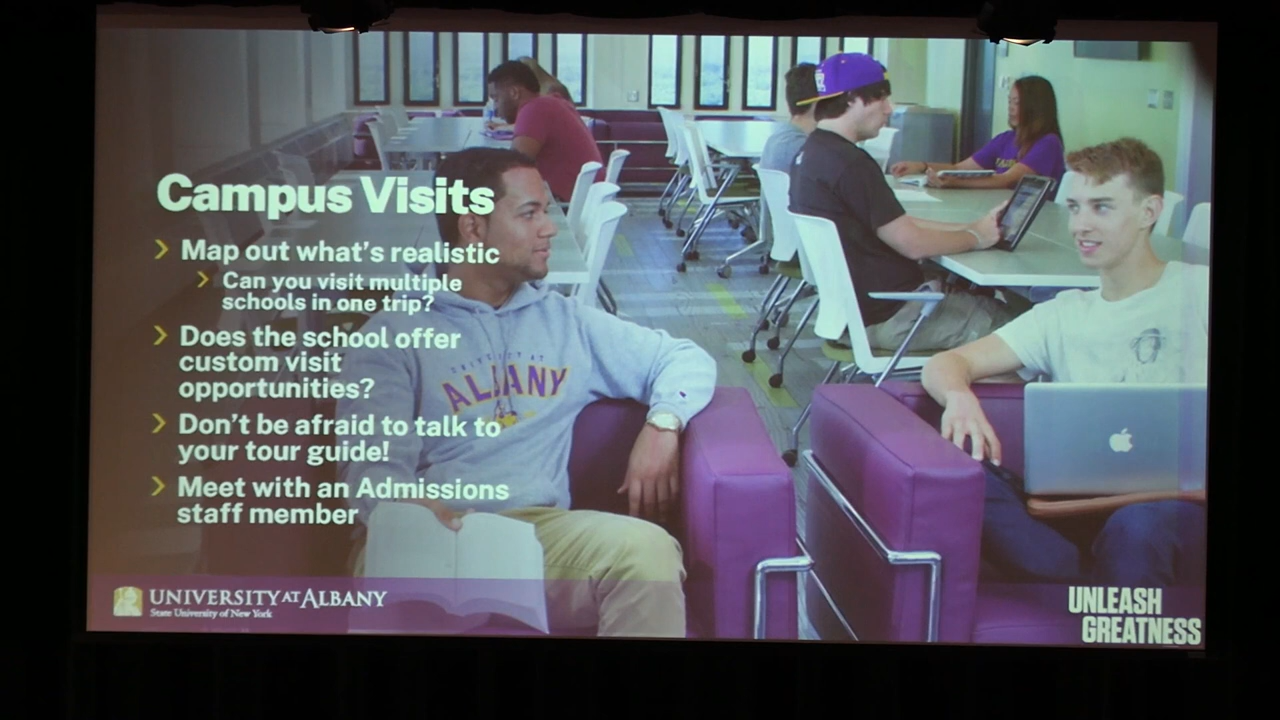 Campus Visits
Map out what's realistic
Can you visit multiple
schools in one trip?
Does the school offer
custom visit
opportunities?
Don't be afraid to talk to
your tour guide!
Meet with an Admissions
staff member
UNIVERSITY AT
ALBANY
UNIVERSITY AT ALBANY
State University of New York
UNLEASH
GREATNESS